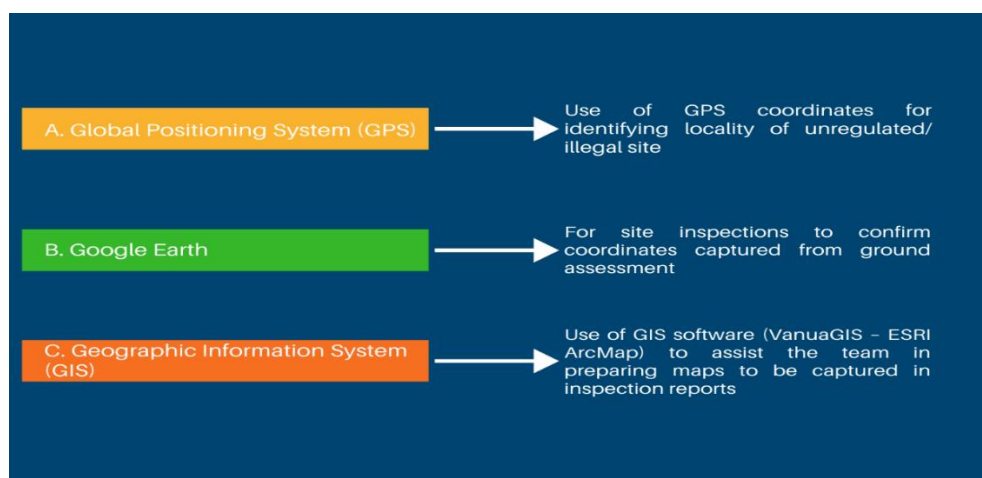 A. Global Positioning System (GPS)
Use of GPS coordinates for
identifying locality of unregulated/
illegal site
B. Google Earth
For site inspections to confirm
coordinates captured from ground
assessment
C. Geographic Information System
(GIS)
Use of GIS software (VanuaGIS – ESRI
ArcMap) to assist the team in
preparing maps to be captured in
inspection reports